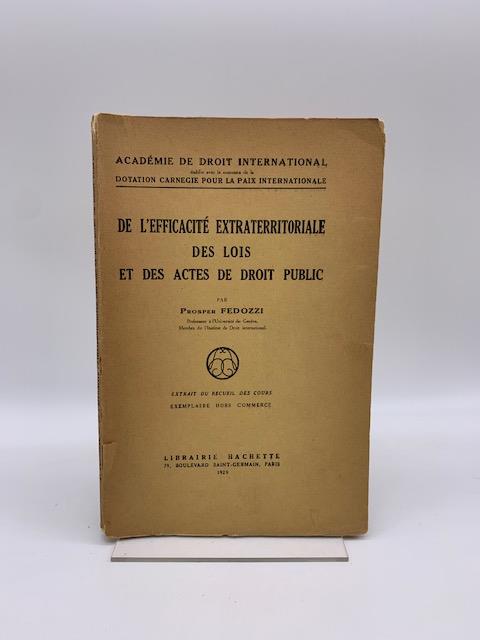 ACADÉMIE DE DROIT INTERNATIONAL
établie avec le concours de la
DOTATION CARNEGIE POUR LA PAIX INTERNATIONALE
DE L'EFFICACITÉ EXTRATERRITORIALE
DES LOIS
ET DES ACTES DE DROIT PUBLIC
PAR
PROSPER FEDOZZI
Professeur à l'Université de Genève,
Membre de l'Institut de Droit international.
EXTRAIT DU RECUEIL DES COURS
EXEMPLAIRE HORS COMMERCE
LIBRAIRIE HACHETTE
79, BOULEVARD SAINT-GERMAIN, PARIS
1929